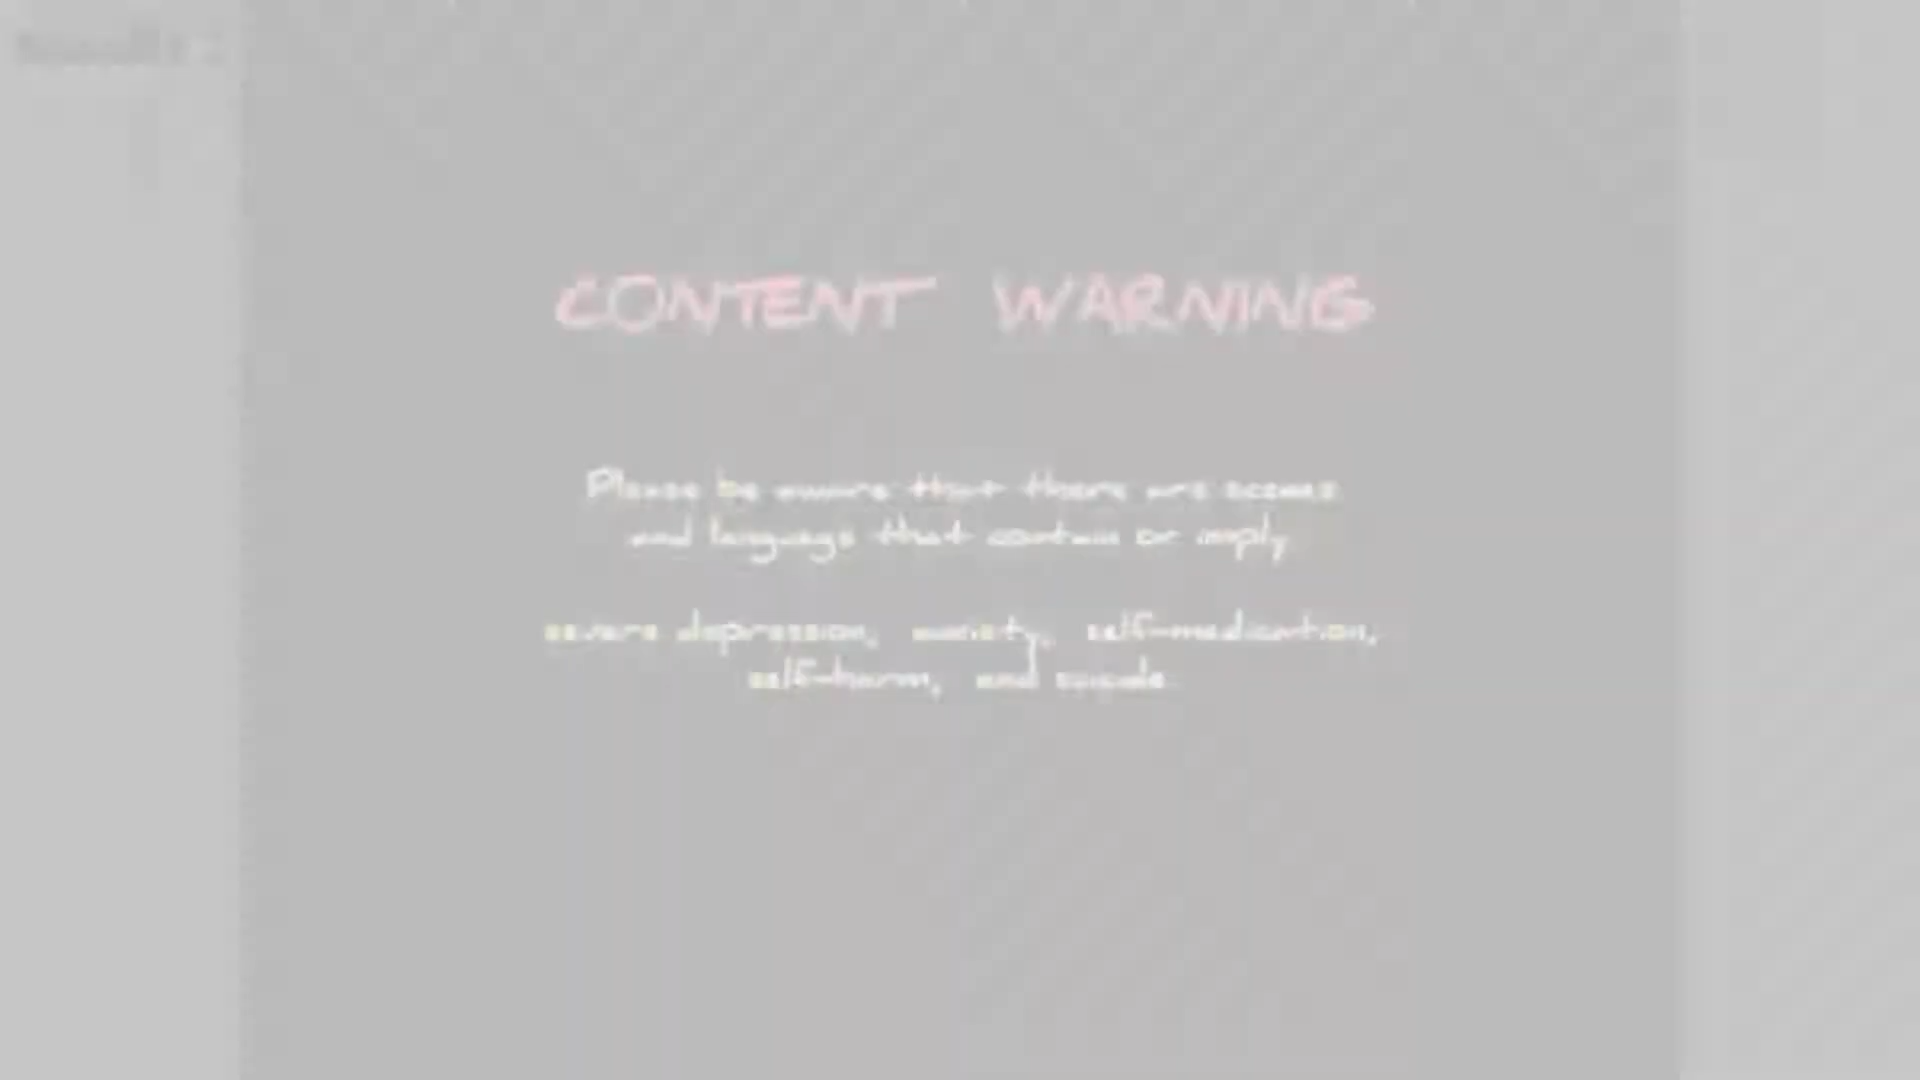 CONTENT WARNING
Please be aware that there are scenes
and language that contain or imply
severe depression, anxiety, self-medication,
self-harm, and suicide.